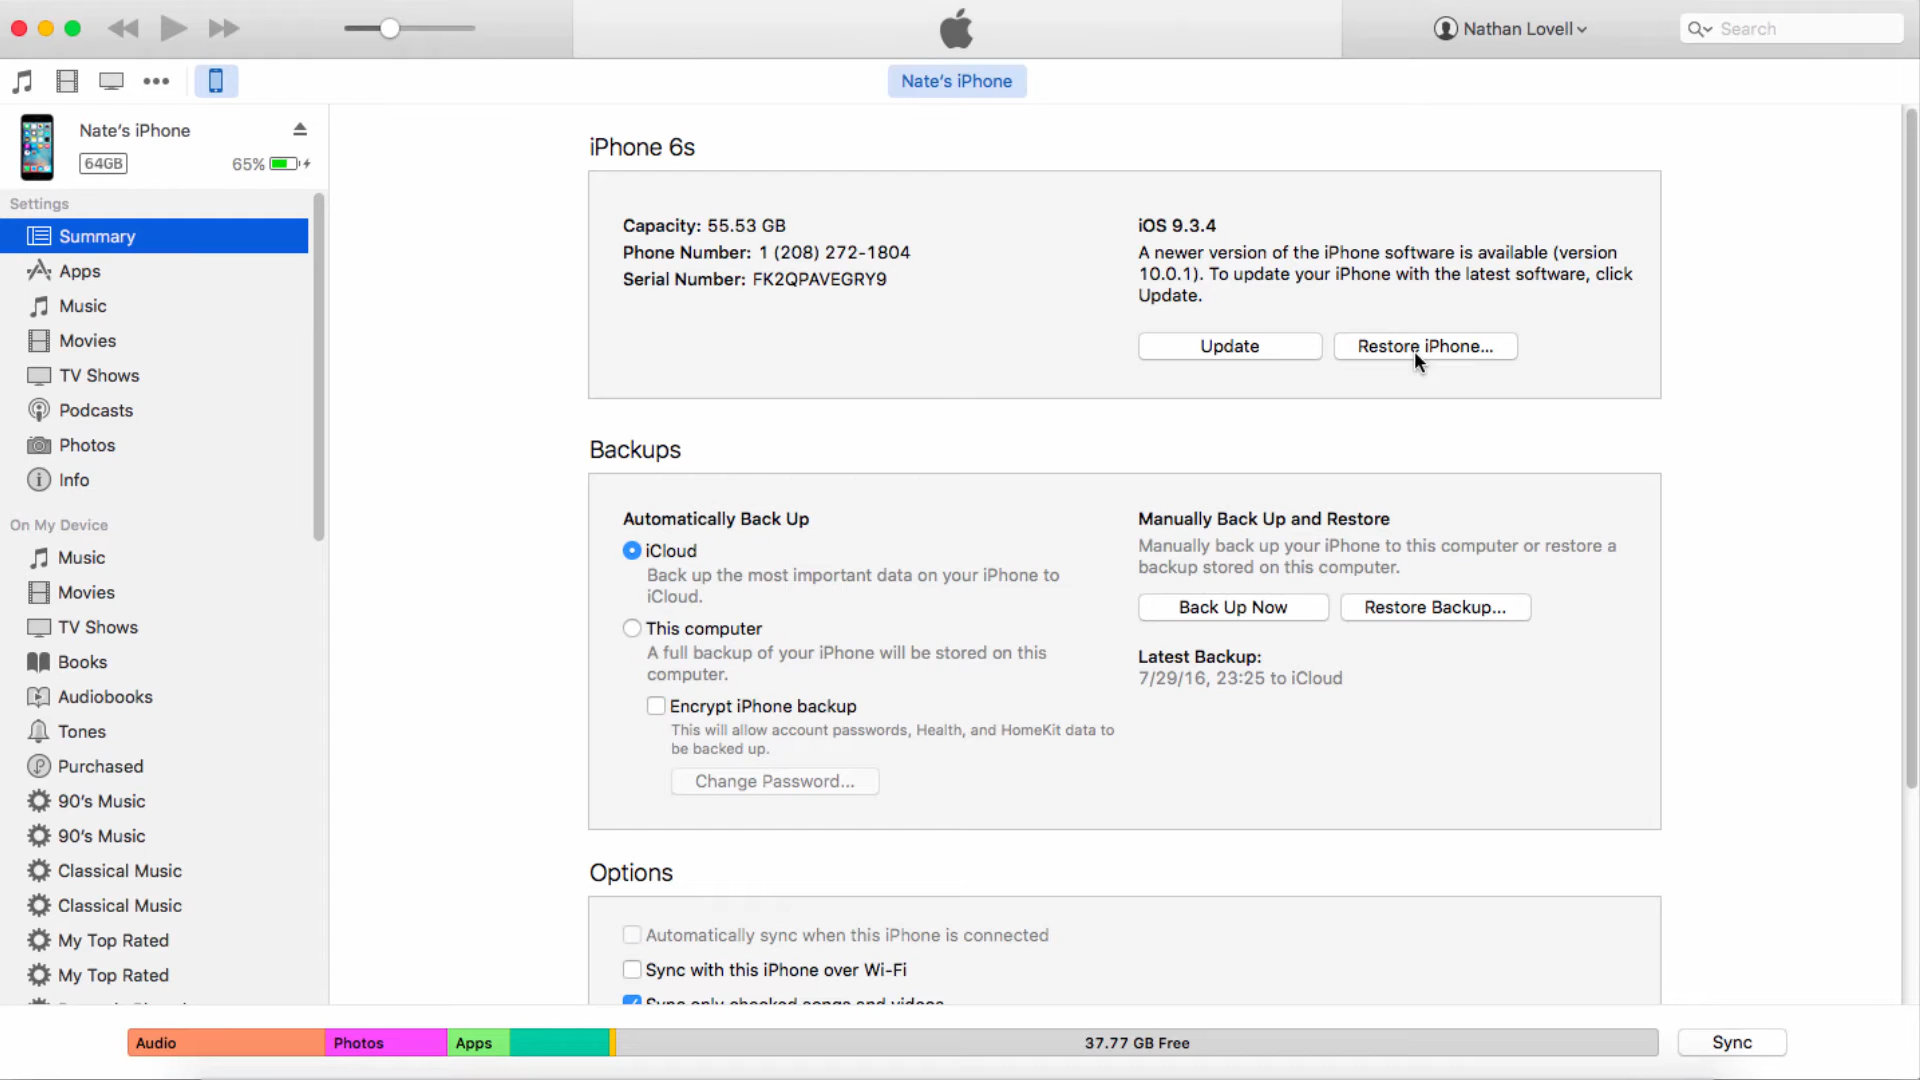 Nathan Lovell
Search
Nate's iPhone
Nate's iPhone
64GB
65%
Settings
Summary
Apps
Music
Movies
TV Shows
Podcasts
Photos
Info
On My Device
Music
Movies
TV Shows
Books
Audiobooks
Tones
Purchased
90's Music
90's Music
Classical Music
Classical Music
My Top Rated
My Top Rated
iPhone 6s
Capacity: 55.53 GB
Phone Number: 1 (208) 272-1804
Serial Number: FK2QPAVEGRY9
iOS 9.3.4
A newer version of the iPhone software is available (version
10.0.1). To update your iPhone with the latest software, click
Update.
Update
Restore iPhone...
Backups
Automatically Back Up
iCloud
Back up the most important data on your iPhone to
iCloud.
This computer
A full backup of your iPhone will be stored on this
computer.
Encrypt iPhone backup
This will allow account passwords, Health, and HomeKit data to
be backed up.
Change Password...
Manually Back Up and Restore
Manually back up your iPhone to this computer or restore a
backup stored on this computer.
Back Up Now
Restore Backup...
Latest Backup:
7/29/16, 23:25 to iCloud
Options
Automatically sync when this iPhone is connected
Sync with this iPhone over Wi-Fi
Sync only checked songs and videos
Audio
Photos
Apps
37.77 GB Free
Sync